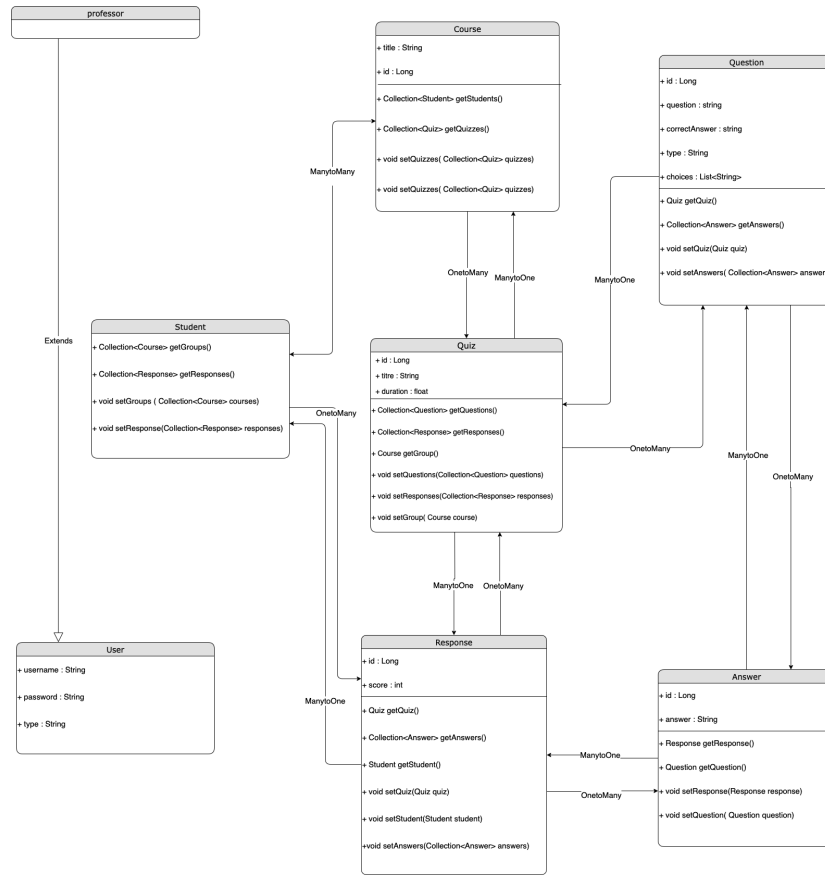 professor
Course
+ title : String
+ id : Long
+ Collection<Student> getStudents()
+ Collection<Quiz> getQuizzes()
+ void setQuizzes( Collection<Quiz> quizzes)
+ void setQuizzes( Collection<Quiz> quizzes)
Question
+ id : Long
+ question : string
+ correctAnswer : string
+ type : String
+ choices : List<String>
+ Quiz getQuiz()
+ Collection<Answer> getAnswers()
+ void setQuiz(Quiz quiz)
+ void setAnswers( Collection<Answer> answer
ManytoMany
OnetoMany
ManytoOne
ManytoOne
Extends
Student
+ Collection<Course> getGroups()
+ Collection<Response> getResponses()
+ void setGroups ( Collection<Course> courses)
+ void setResponse(Collection<Response> responses)
OnetoMany
Quiz
+ id : Long
+ titre : String
+ duration : float
+ Collection<Question> getQuestions()
+ Collection<Response> getResponses()
+ Course getGroup()
+ void setQuestions(Collection<Question> questions)
+ void setResponses(Collection<Response> responses)
+ void setGroup( Course course)
OnetoMany
ManytoOne
OnetoMany
ManytoOne
OnetoMany
User
+ username : String
+ password : String
+ type : String
ManytoOne
Response
+ id : Long
+ score : int
+ Quiz getQuiz()
+ Collection<Answer> getAnswers()
+ Student getStudent()
+ void setQuiz(Quiz quiz)
+ void setStudent(Student student)
+void setAnswers(Collection<Answer> answers)
ManytoOne
OnetoMany
Answer
+ id : Long
+ answer : String
+ Response getResponse()
+ Question getQuestion()
+ void setResponse(Response response)
+ void setQuestion( Question question)